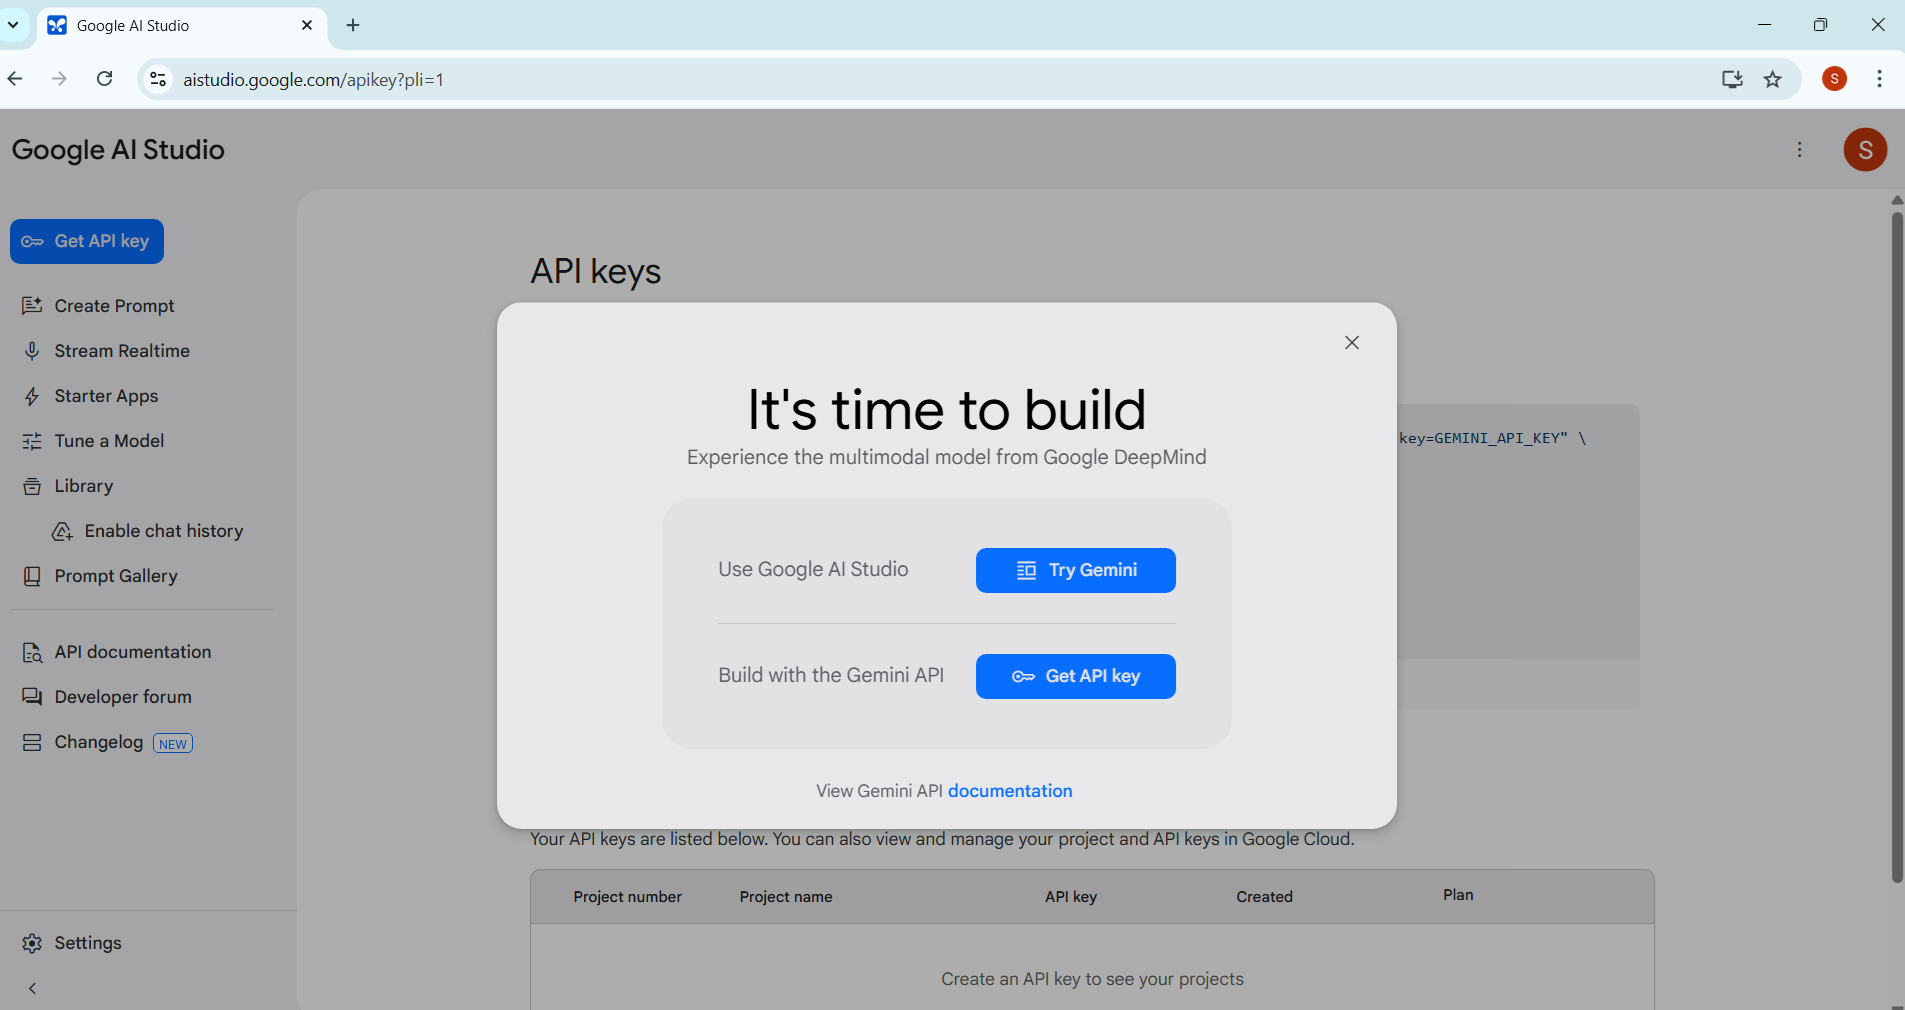 Google AI Studio
aistudio.google.com/apikey?pli=1
S
Google AI Studio
S
Get API key
Create Prompt
Stream Realtime
Starter Apps
Tune a Model
Library
Enable chat history
Prompt Gallery
API documentation
Developer forum
Changelog NEW
Settings
API keys
key=GEMINI_API_KEY" \
It's time to build
Experience the multimodal model from Google DeepMind
Use Google AI Studio
Try Gemini
Build with the Gemini API
Get API key
View Gemini API documentation
Your API keys are listed below. You can also view and manage your project and API keys in Google Cloud.
Project number Project name API key Created Plan
Create an API key to see your projects